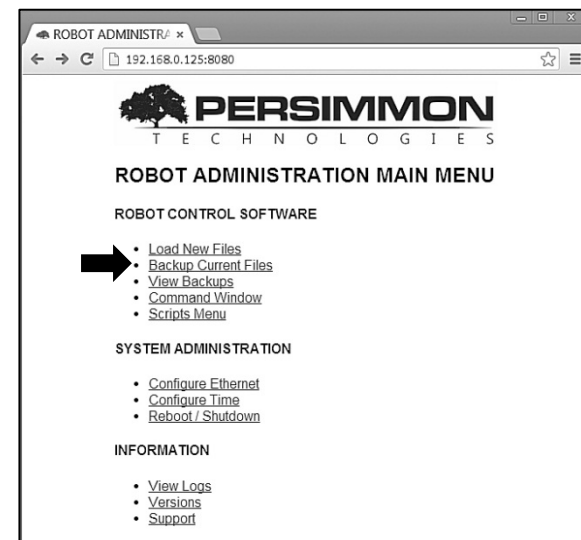 ROBOT ADMINISTRA
192.168.0.125:8080
PERSIMMON
TECHNOLOGIES
ROBOT ADMINISTRATION MAIN MENU
ROBOT CONTROL SOFTWARE
• Load New Files
• Backup Current Files
• View Backups
• Command Window
• Scripts Menu
SYSTEM ADMINISTRATION
• Configure Ethernet
• Configure Time
• Reboot / Shutdown
INFORMATION
• View Logs
• Versions
• Support